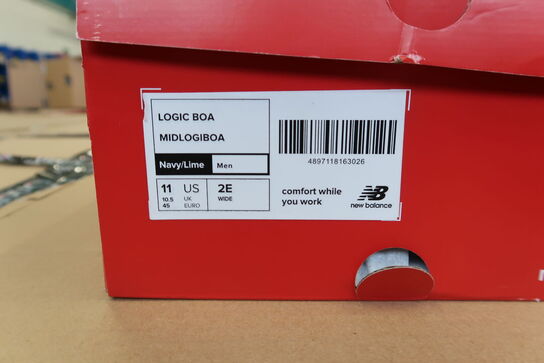 LOGIC BOA
MIDLOGIBOA
Navy/Lime Men
11 US 2E
10.5 UK WIDE
45 EURO
4897118163026
comfort while
you work
NB
new balance